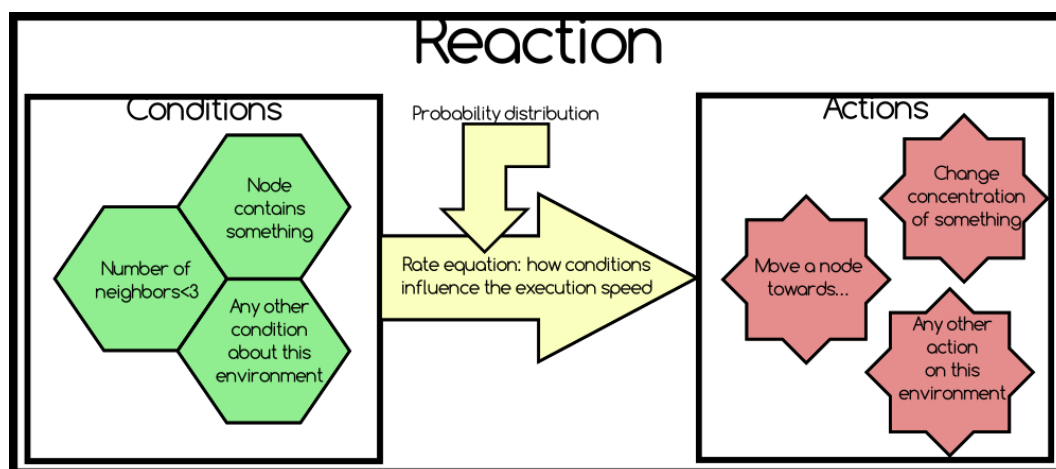 Reaction
Conditions
Node
contains
something
Number of
neighbors<3
Any other
condition
about this
environment
Probability distribution
Rate equation: how conditions
influence the execution speed
Actions
Change
concentration
of something
Move a node
towards...
Any other
action
on this
environment